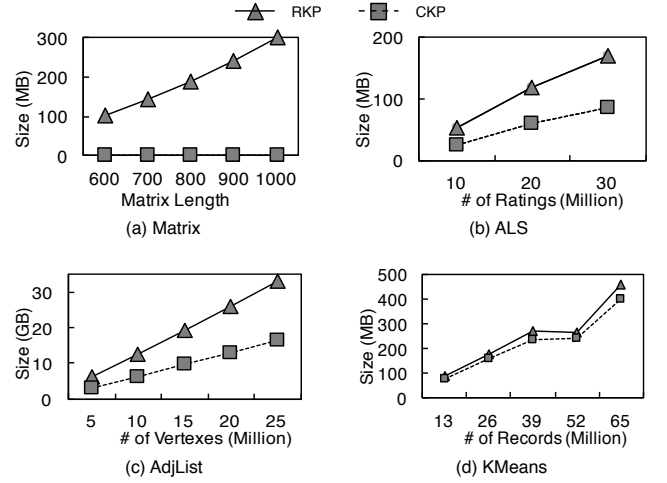 RKP CKP
Size (MB)
300
200
100
0
600 700 800 900 1000
Matrix Length
(a) Matrix
Size (MB)
200
100
0
10 20 30
# of Ratings (Million)
(b) ALS
Size (GB)
30
20
10
0
5 10 15 20 25
# of Vertexes (Million)
(c) AdjList
Size (MB)
500
400
300
200
100
0
13 26 39 52 65
# of Records (Million)
(d) KMeans